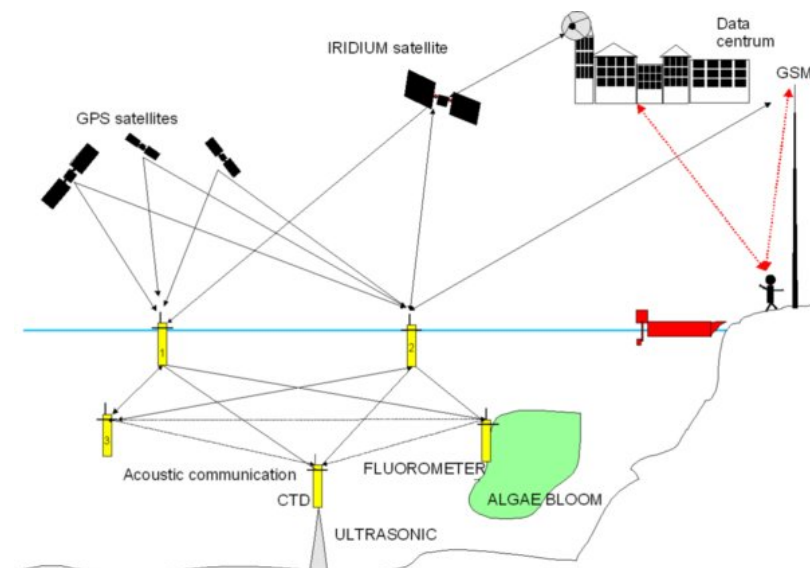 Data
centrum
IRIDIUM satellite
GSM
GPS satellites
1
2
3
FLUOROMETER
Acoustic communication
CTD
ALGAE BLOOM
ULTRASONIC